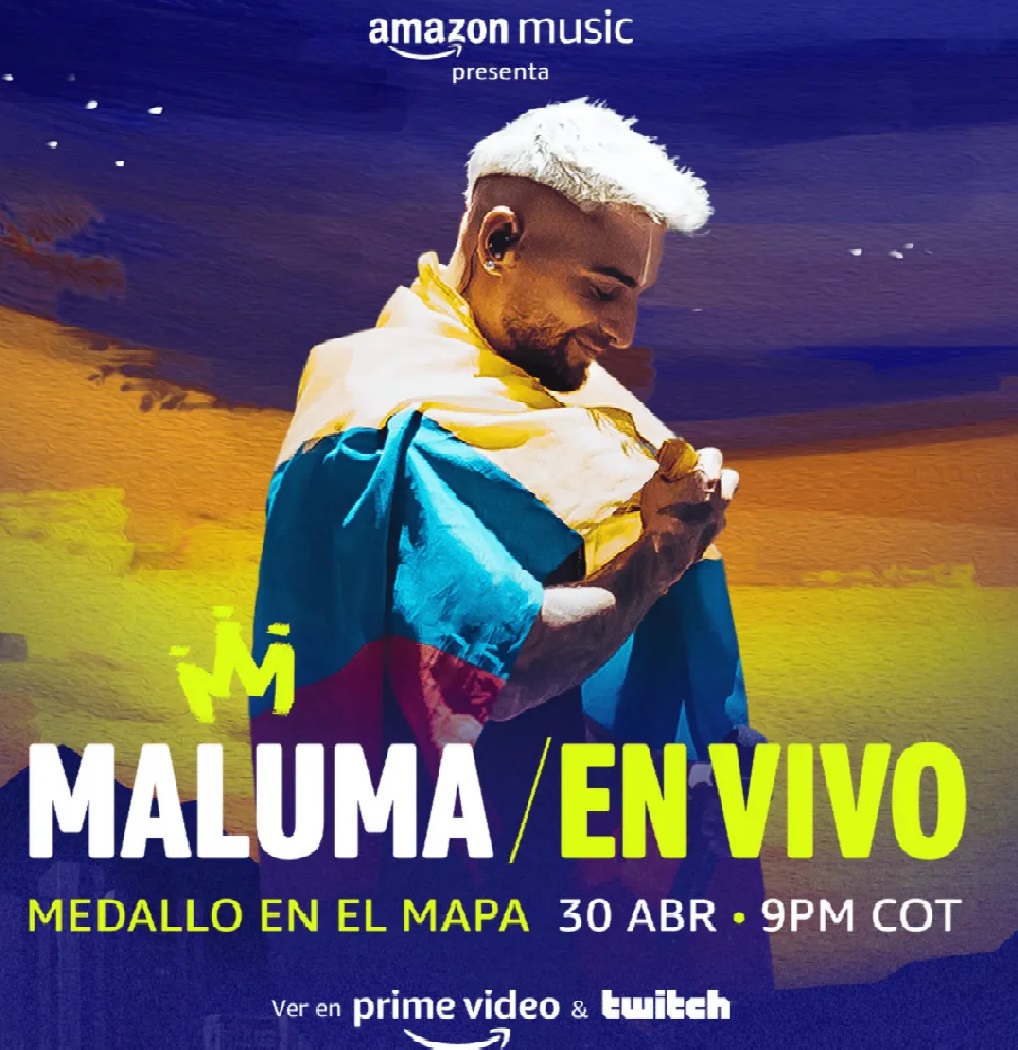 amazon music
presenta
MALUMA / EN VIVO
MEDALLO EN EL MAPA 30 ABR • 9PM COT
Ver en prime video & twitch